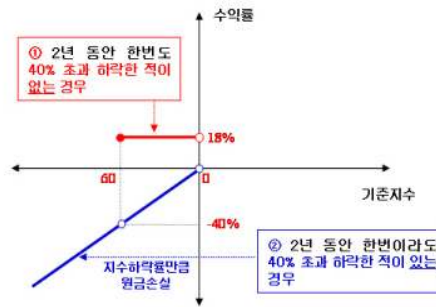 수익률
① 2년 동안 한번도
40% 초과 하락한 적이
없는 경우
18%
60
0
기준지수
-40%
지수하락률만큼
원금손실
② 2년 동안 한번이라도
40% 초과 하락한 적이 있는
경우